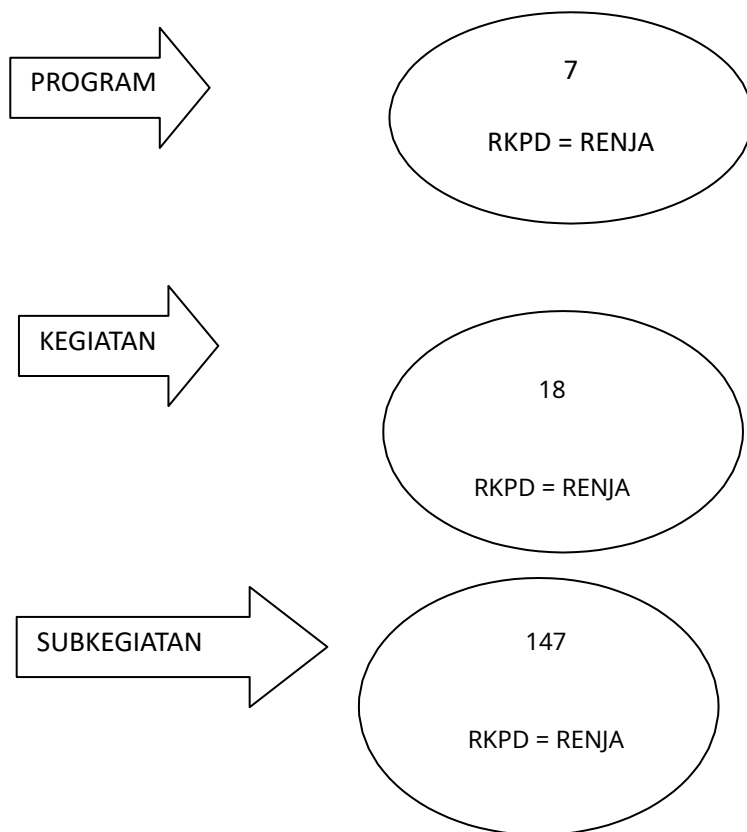 PROGRAM
7
RKPD = RENJA
KEGIATAN
18
RKPD = RENJA
SUBKEGIATAN
147
RKPD = RENJA